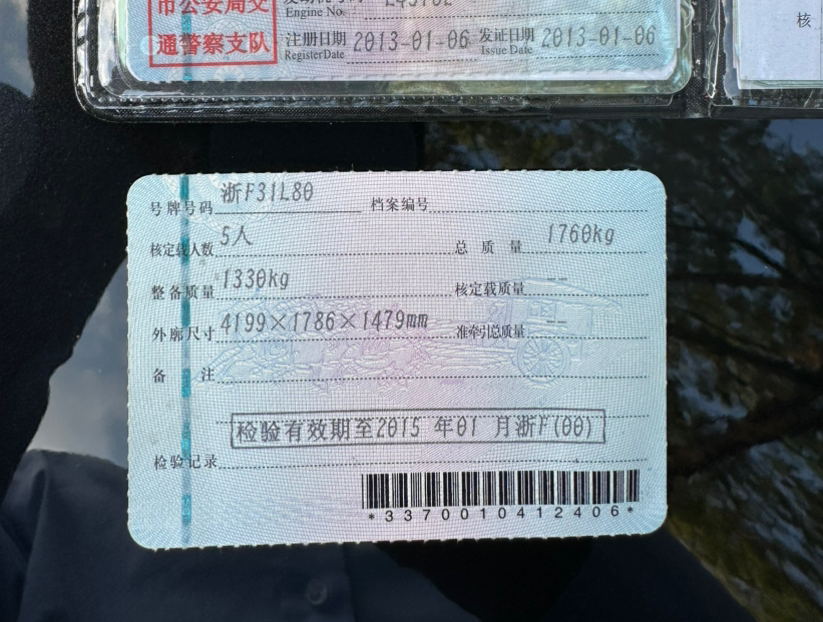 市公安局交
Engine No.
通警察支队
注册日期 2013-01-06 发证日期 2013-01-06
RegisterDate Issue Date
核
号牌号码 浙F31L80 档案编号
核定载人数 5人 总质量 1760kg
整备质量 1330kg 核定载质量 --
外廓尺寸 4199×1786×1479mm 准牵引总质量 --
备 注
检验有效期至2015 年01 月浙F(00)
检验记录
*3370010412406*